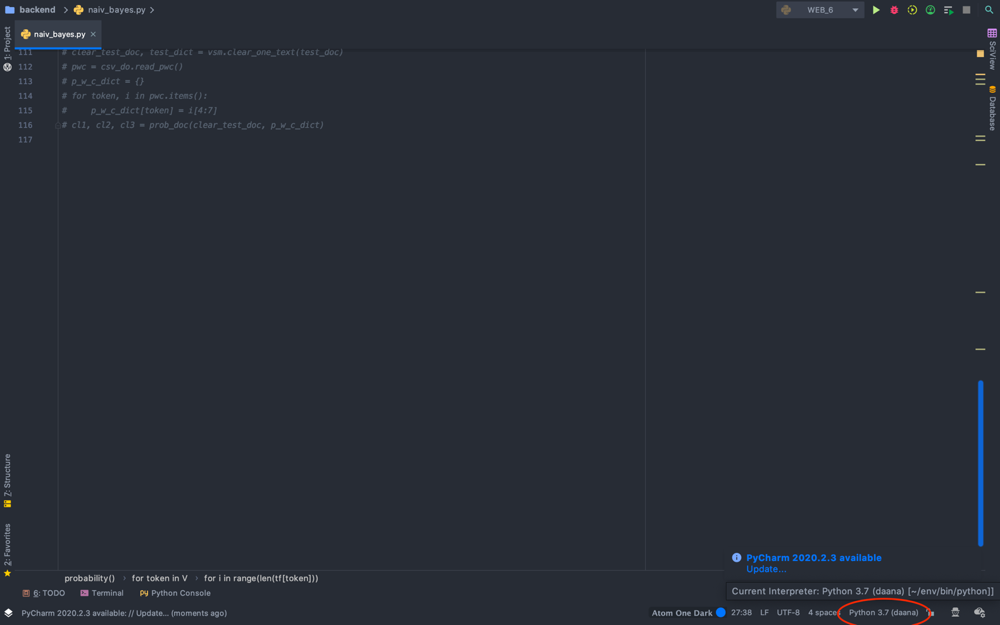 backend
naiv_bayes.py
WEB_6
naiv_bayes.py
1: Project
SciView
Database
111 # clear_test_doc, test_dict = vsm.clear_one_text(test_doc)
112 # pwc = csv_do.read_pwc()
113 # p_w_c_dict = {}
114 # for token, i in pwc.items():
115 #     p_w_c_dict[token] = i[4:7]
116 # cl1, cl2, cl3 = prob_doc(clear_test_doc, p_w_c_dict)
117
7: Structure
2: Favorites
PyCharm 2020.2.3 available
Update...
probability() › for token in V › for i in range(len(tf[token]))
Current Interpreter: Python 3.7 (daana) [~/env/bin/python]]
6: TODO
Terminal
Python Console
PyCharm 2020.2.3 available: // Update... (moments ago)
Atom One Dark
27:38
LF
UTF-8
4 spaces
Python 3.7 (daana)